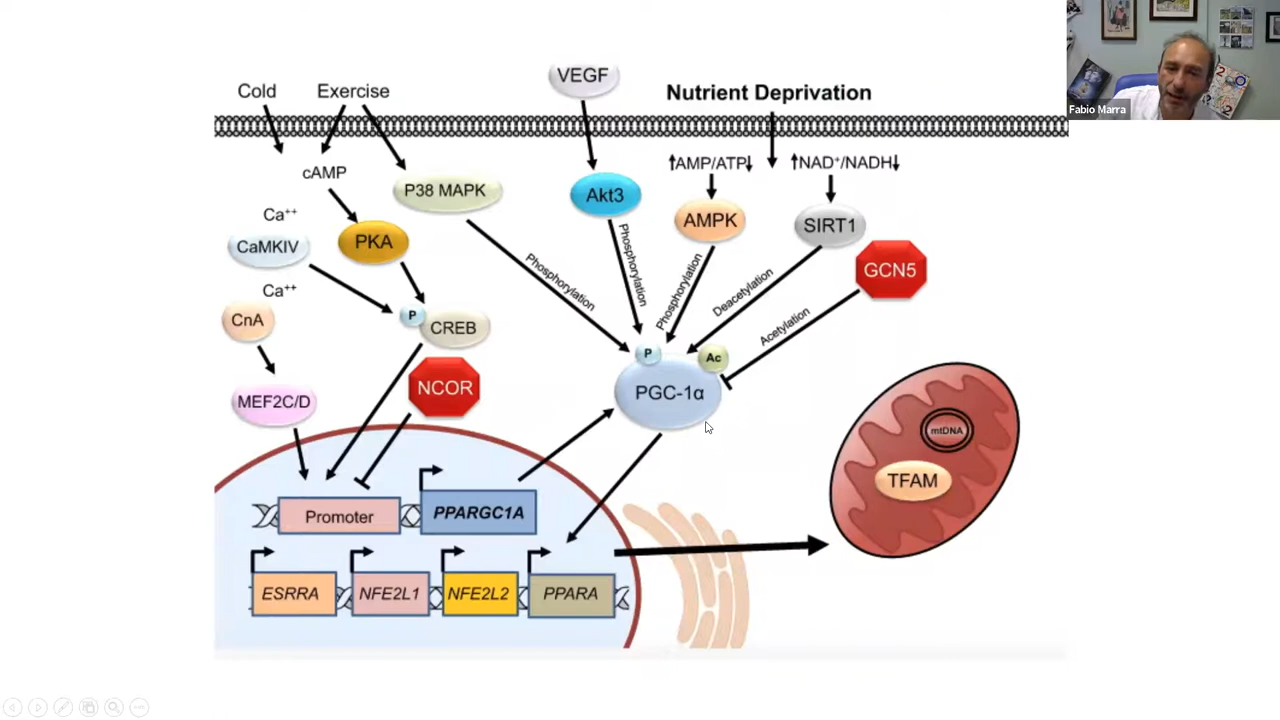 VEGF
Cold
Exercise
Nutrient Deprivation
Fabio Marra
cAMP
P38 MAPK
Akt3
↑AMP/ATP↓
↑NAD⁺/NADH↓
AMPK
SIRT1
Ca⁺⁺
CaMKIV
PKA
GCN5
Phosphorylation
Phosphorylation
Phosphorylation
Deacetylation
Acetylation
Ca⁺⁺
CnA
P
CREB
P
Ac
PGC-1α
NCOR
MEF2C/D
mtDNA
TFAM
Promoter
PPARGC1A
ESRRA
NFE2L1
NFE2L2
PPARA